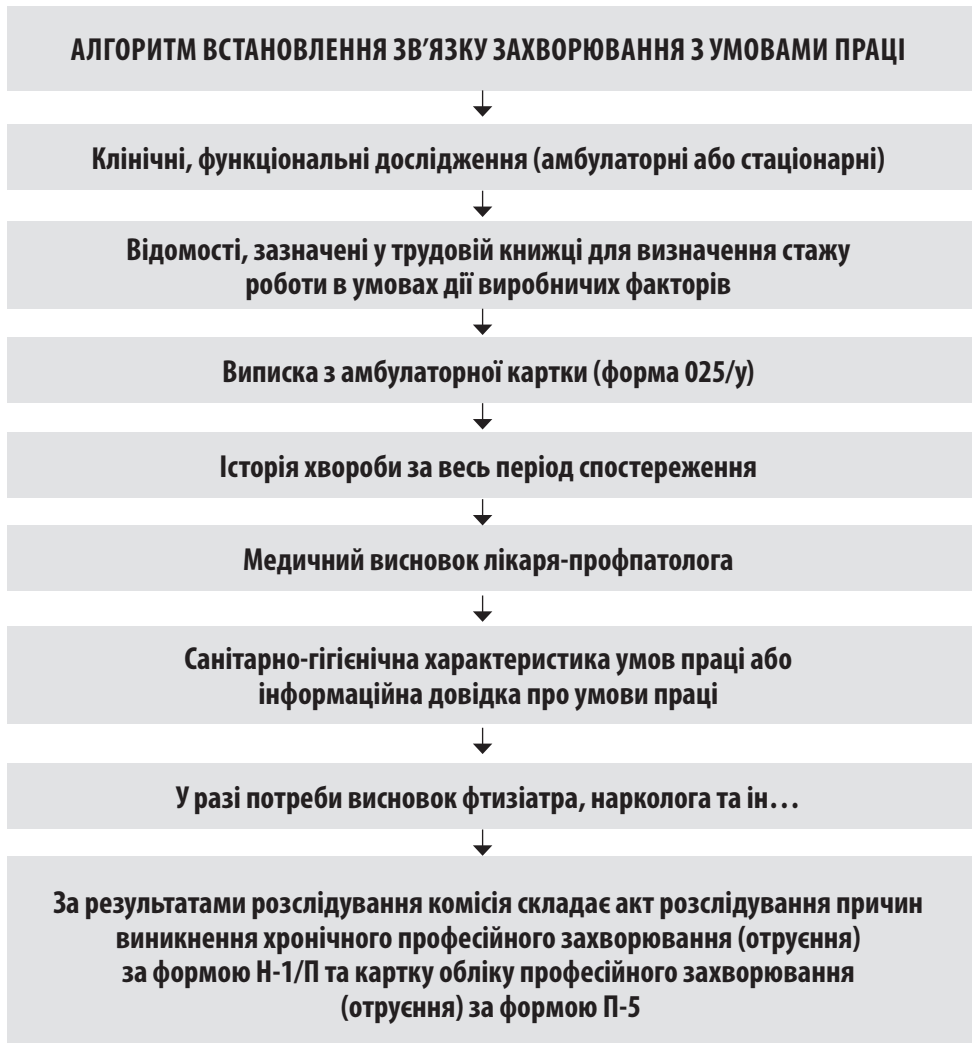 АЛГОРИТМ ВСТАНОВЛЕННЯ ЗВ’ЯЗКУ ЗАХВОРЮВАННЯ З УМОВАМИ ПРАЦІ
Клінічні, функціональні дослідження (амбулаторні або стаціонарні)
Відомості, зазначені у трудовій книжці для визначення стажу
роботи в умовах дії виробничих факторів
Виписка з амбулаторної картки (форма 025/у)
Історія хвороби за весь період спостереження
Медичний висновок лікаря-профпатолога
Санітарно-гігієнічна характеристика умов праці або
інформаційна довідка про умови праці
У разі потреби висновок фтизіатра, нарколога та ін…
За результатами розслідування комісія складає акт розслідування причин
виникнення хронічного професійного захворювання (отруєння)
за формою Н-1/П та картку обліку професійного захворювання
(отруєння) за формою П-5